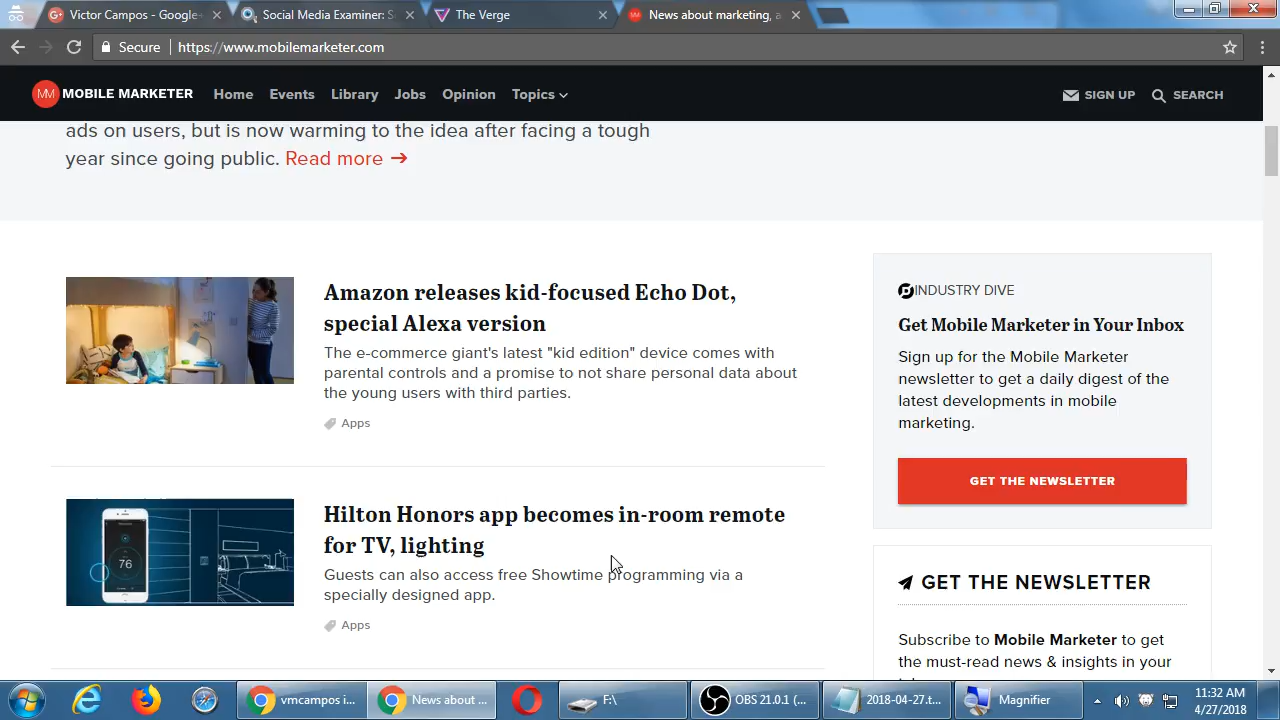 Victor Campos - Google-
Social Media Examiner: S
The Verge
News about marketing, a
Secure
https://www.mobilemarketer.com
MM MOBILE MARKETER
Home
Events
Library
Jobs
Opinion
Topics
SIGN UP
SEARCH
ads on users, but is now warming to the idea after facing a tough
year since going public. Read more →
Amazon releases kid-focused Echo Dot,
special Alexa version
The e-commerce giant's latest "kid edition" device comes with
parental controls and a promise to not share personal data about
the young users with third parties.
Apps
76
Hilton Honors app becomes in-room remote
for TV, lighting
Guests can also access free Showtime programming via a
specially designed app.
Apps
INDUSTRY DIVE
Get Mobile Marketer in Your Inbox
Sign up for the Mobile Marketer
newsletter to get a daily digest of the
latest developments in mobile
marketing.
GET THE NEWSLETTER
GET THE NEWSLETTER
Subscribe to Mobile Marketer to get
the must-read news & insights in your
vmcampos i...
News about ...
F:\
OBS 21.0.1 (...
2018-04-27.t...
Magnifier
11:32 AM
4/27/2018